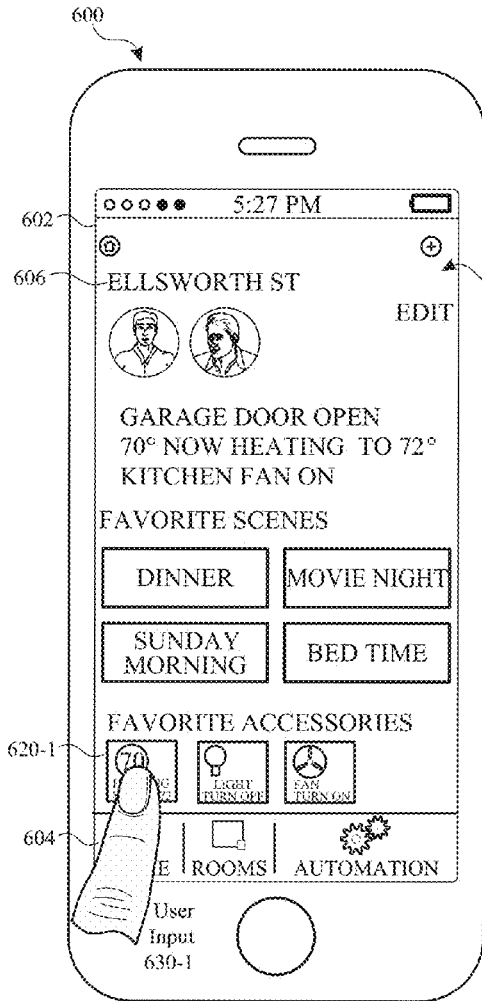 600
5:27 PM
602
606
ELLSWORTH ST
EDIT
GARAGE DOOR OPEN
70° NOW HEATING TO 72°
KITCHEN FAN ON
FAVORITE SCENES
DINNER
MOVIE NIGHT
SUNDAY
MORNING
BED TIME
FAVORITE ACCESSORIES
620-1
70
LIGHT
TURN OFF
FAN
TURN ON
604
ROOMS
AUTOMATION
User
Input
630-1